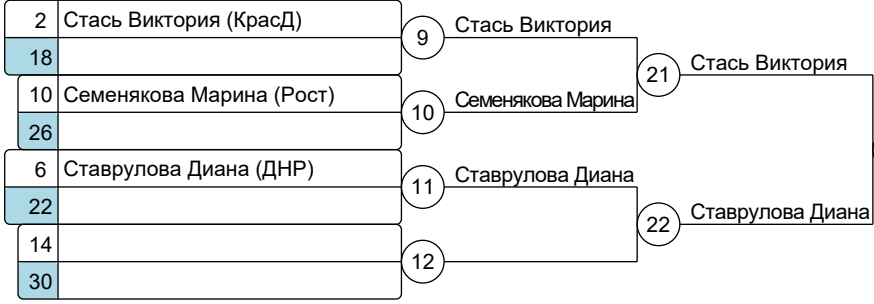 2 Стась Виктория (КрасД)
18
10 Семенякова Марина (Рост)
26
6 Ставрулова Диана (ДНР)
22
14
30
9 Стась Виктория
10 Семенякова Марина
11 Ставрулова Диана
12
21 Стась Виктория
22 Ставрулова Диана